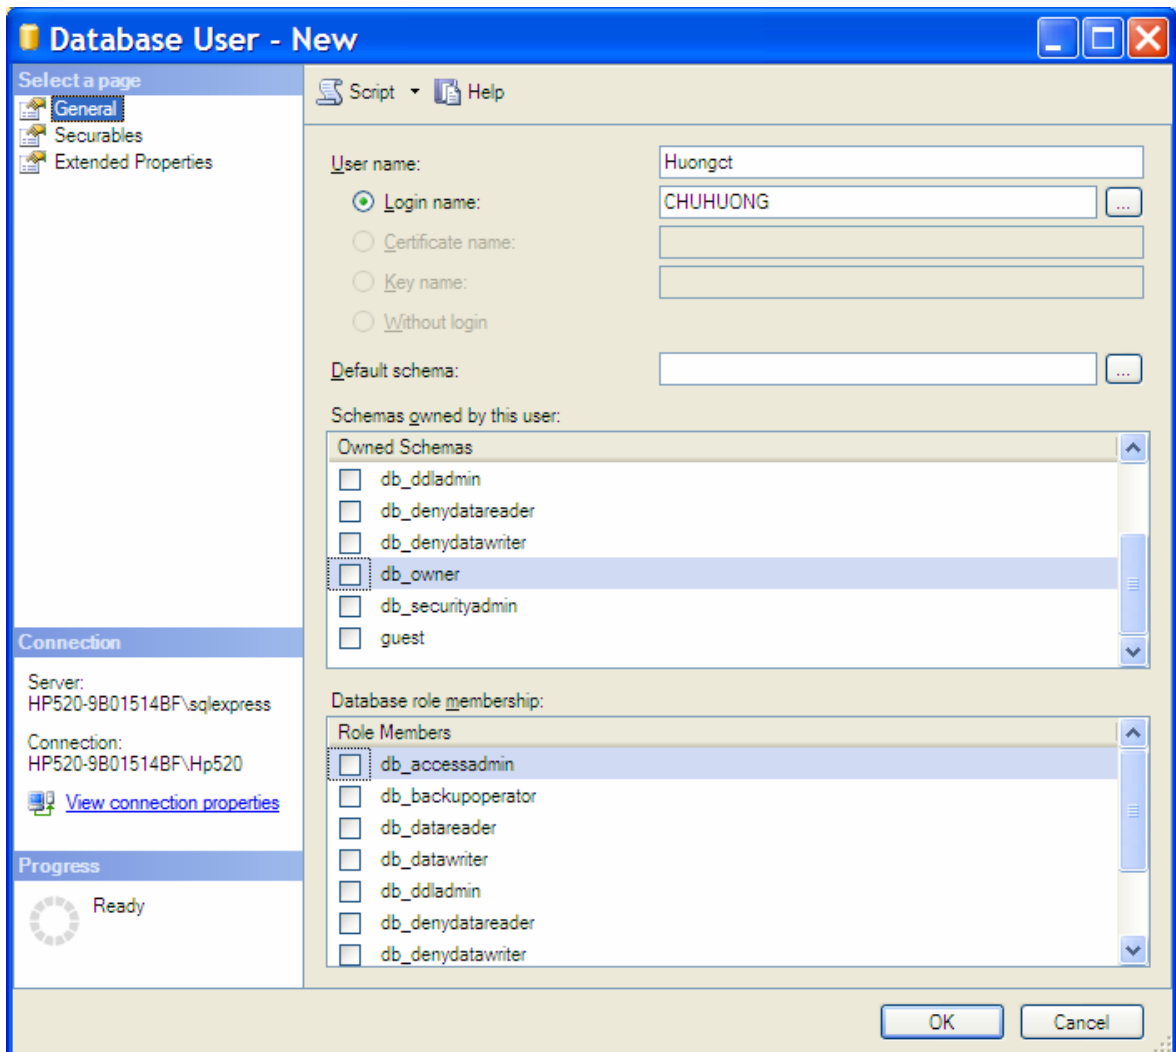 Database User - New
Select a page
General
Securables
Extended Properties
Script
Help
User name:
Huongct
Login name:
CHUHUONG
...
Certificate name:
Key name:
Without login
Default schema:
...
Schemas owned by this user:
Owned Schemas
db_ddladmin
db_denydatareader
db_denydatawriter
db_owner
db_securityadmin
guest
Database role membership:
Role Members
db_accessadmin
db_backupoperator
db_datareader
db_datawriter
db_ddladmin
db_denydatareader
db_denydatawriter
Connection
Server:
HP520-9B01514BF\sqlexpress
Connection:
HP520-9B01514BF\Hp520
View connection properties
Progress
Ready
OK
Cancel